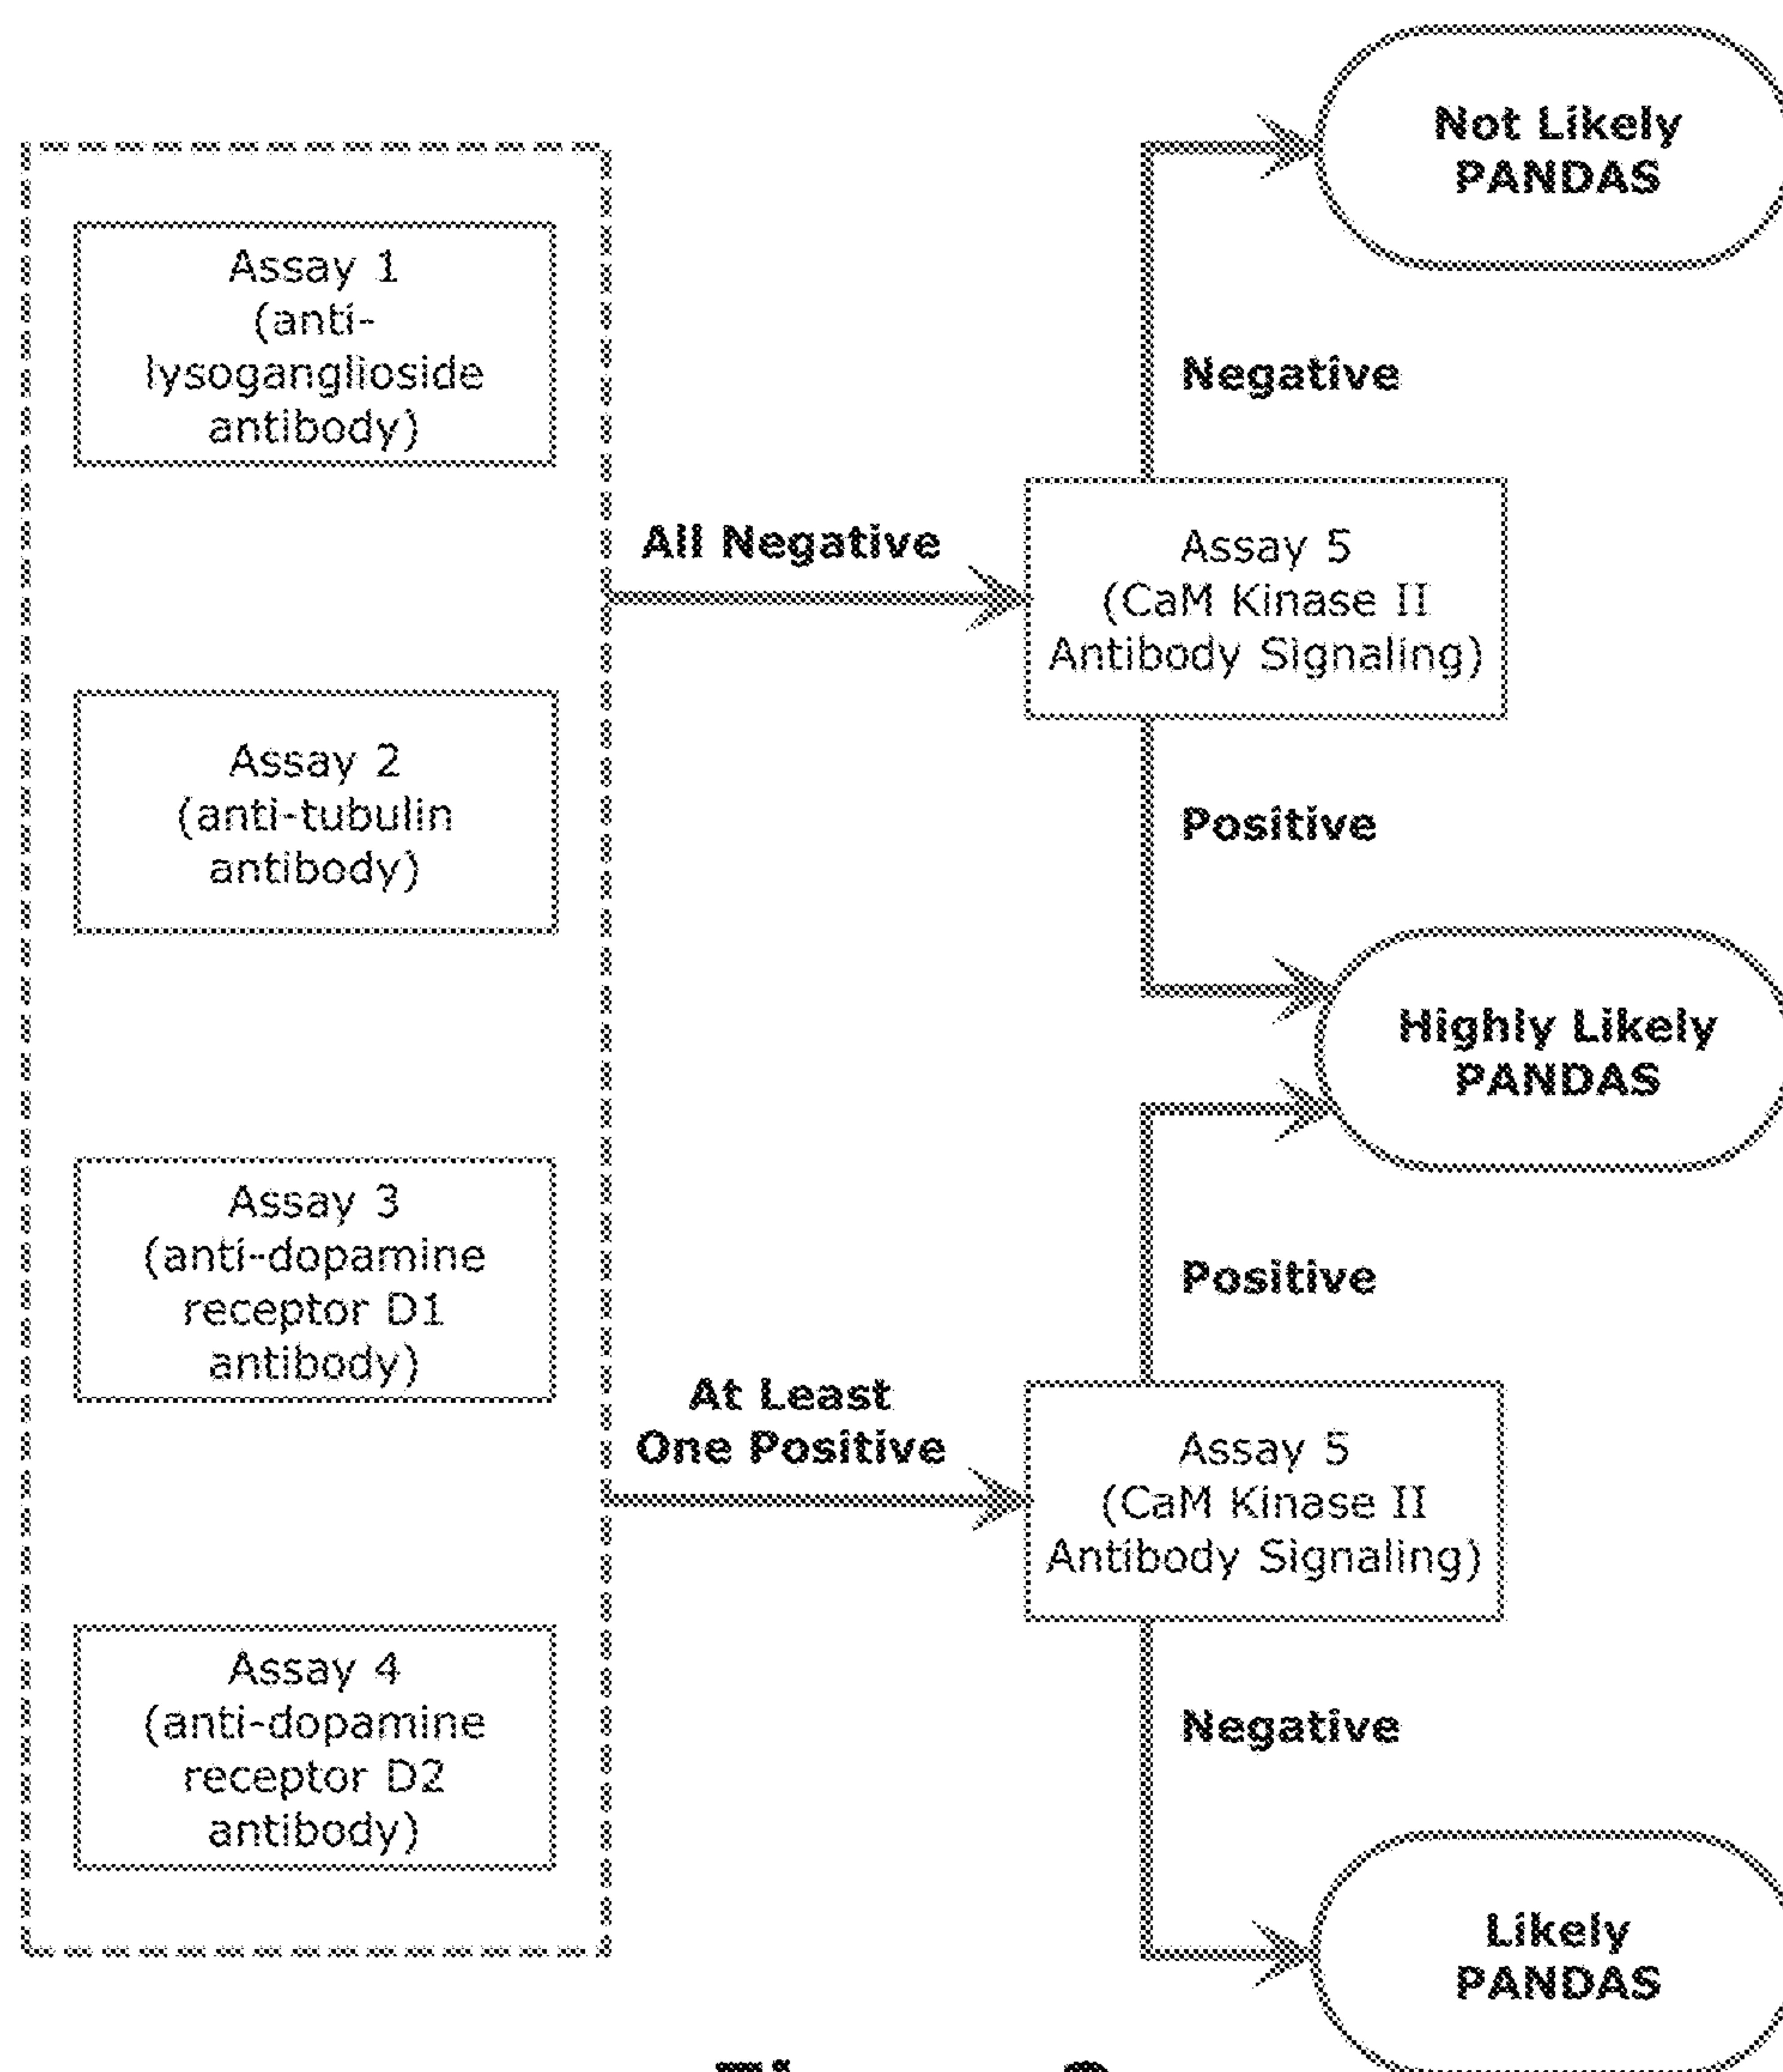 Assay 1
(anti-
lysoganglioside
antibody)
Assay 2
(anti-tubulin
antibody)
Assay 3
(anti-dopamine
receptor D1
antibody)
Assay 4
(anti-dopamine
receptor D2
antibody)
All Negative
At Least
One Positive
Assay 5
(CaM Kinase II
Antibody Signaling)
Negative
Positive
Assay 5
(CaM Kinase II
Antibody Signaling)
Positive
Negative
Not Likely
PANDAS
Highly Likely
PANDAS
Likely
PANDAS